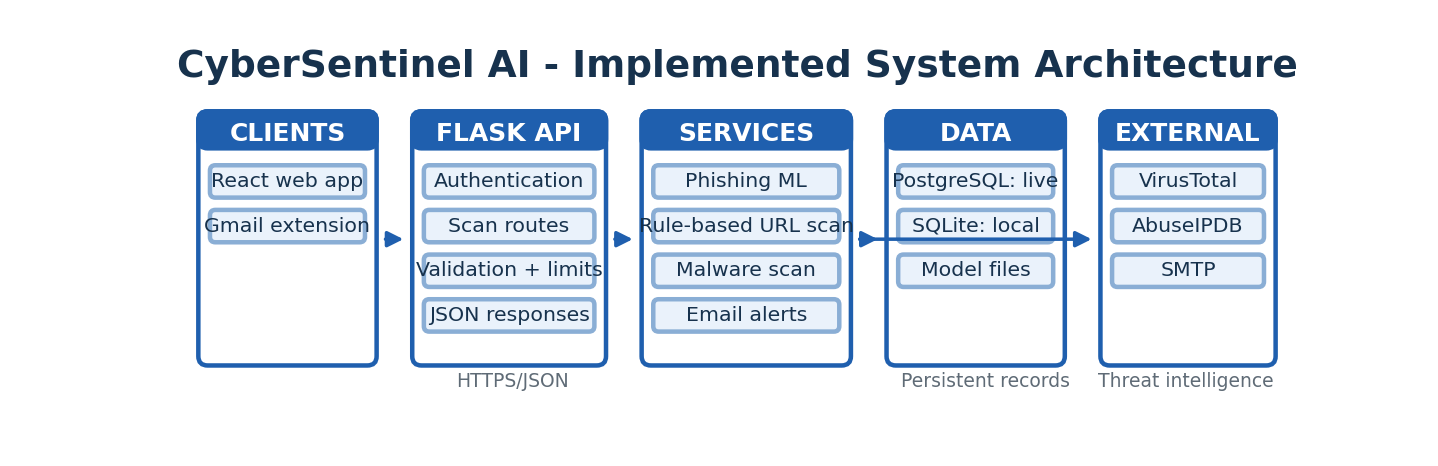 CyberSentinel AI - Implemented System Architecture
CLIENTS
React web app
Gmail extension
FLASK API
Authentication
Scan routes
Validation + limits
JSON responses
HTTPS/JSON
SERVICES
Phishing ML
Rule-based URL scan
Malware scan
Email alerts
DATA
PostgreSQL: live
SQLite: local
Model files
Persistent records
EXTERNAL
VirusTotal
AbuseIPDB
SMTP
Threat intelligence